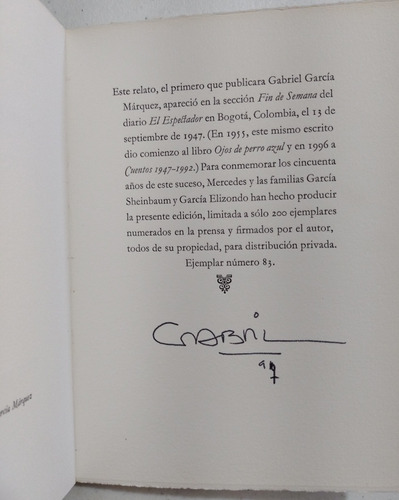 Este relato, el primero que publicara Gabriel García
Márquez, apareció en la sección Fin de Semana del
diario El Espectador en Bogotá, Colombia, el 13 de
septiembre de 1947. (En 1955, este mismo escrito
dio comienzo al libro Ojos de perro azul y en 1996 a
Cuentos 1947-1992.) Para conmemorar los cincuenta
años de este suceso, Mercedes y las familias García
Sheinbaum y García Elizondo han hecho producir
la presente edición, limitada a sólo 200 ejemplares
numerados en la prensa y firmados por el autor,
todos de su propiedad, para distribución privada.
Ejemplar número 83.
Gabriel
97
Márquez